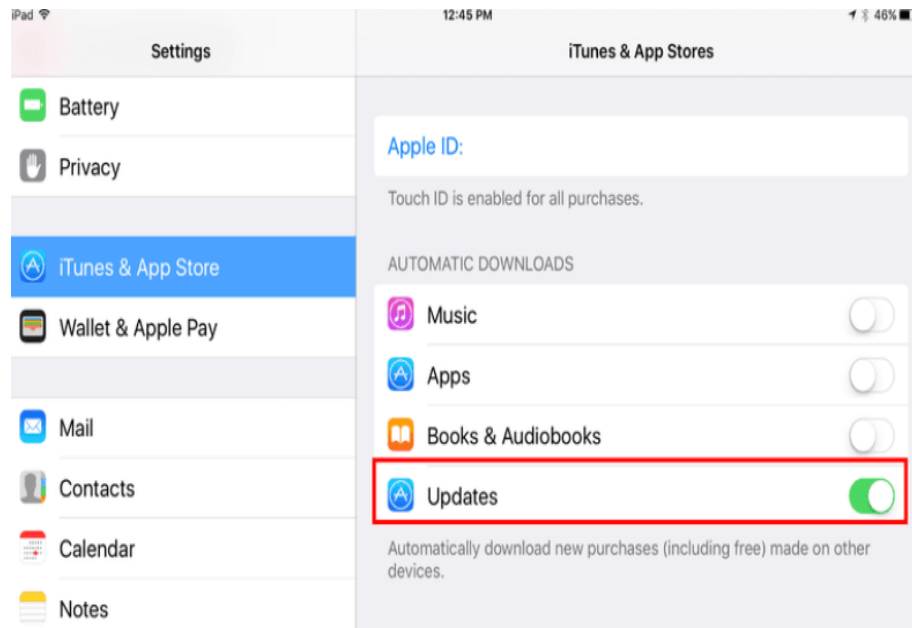 iPad 12:45 PM 46%
Settings
iTunes & App Stores
Battery
Privacy
iTunes & App Store
Wallet & Apple Pay
Mail
Contacts
Calendar
Notes
Apple ID:
Touch ID is enabled for all purchases.
AUTOMATIC DOWNLOADS
Music
Apps
Books & Audiobooks
Updates
Automatically download new purchases (including free) made on other
devices.